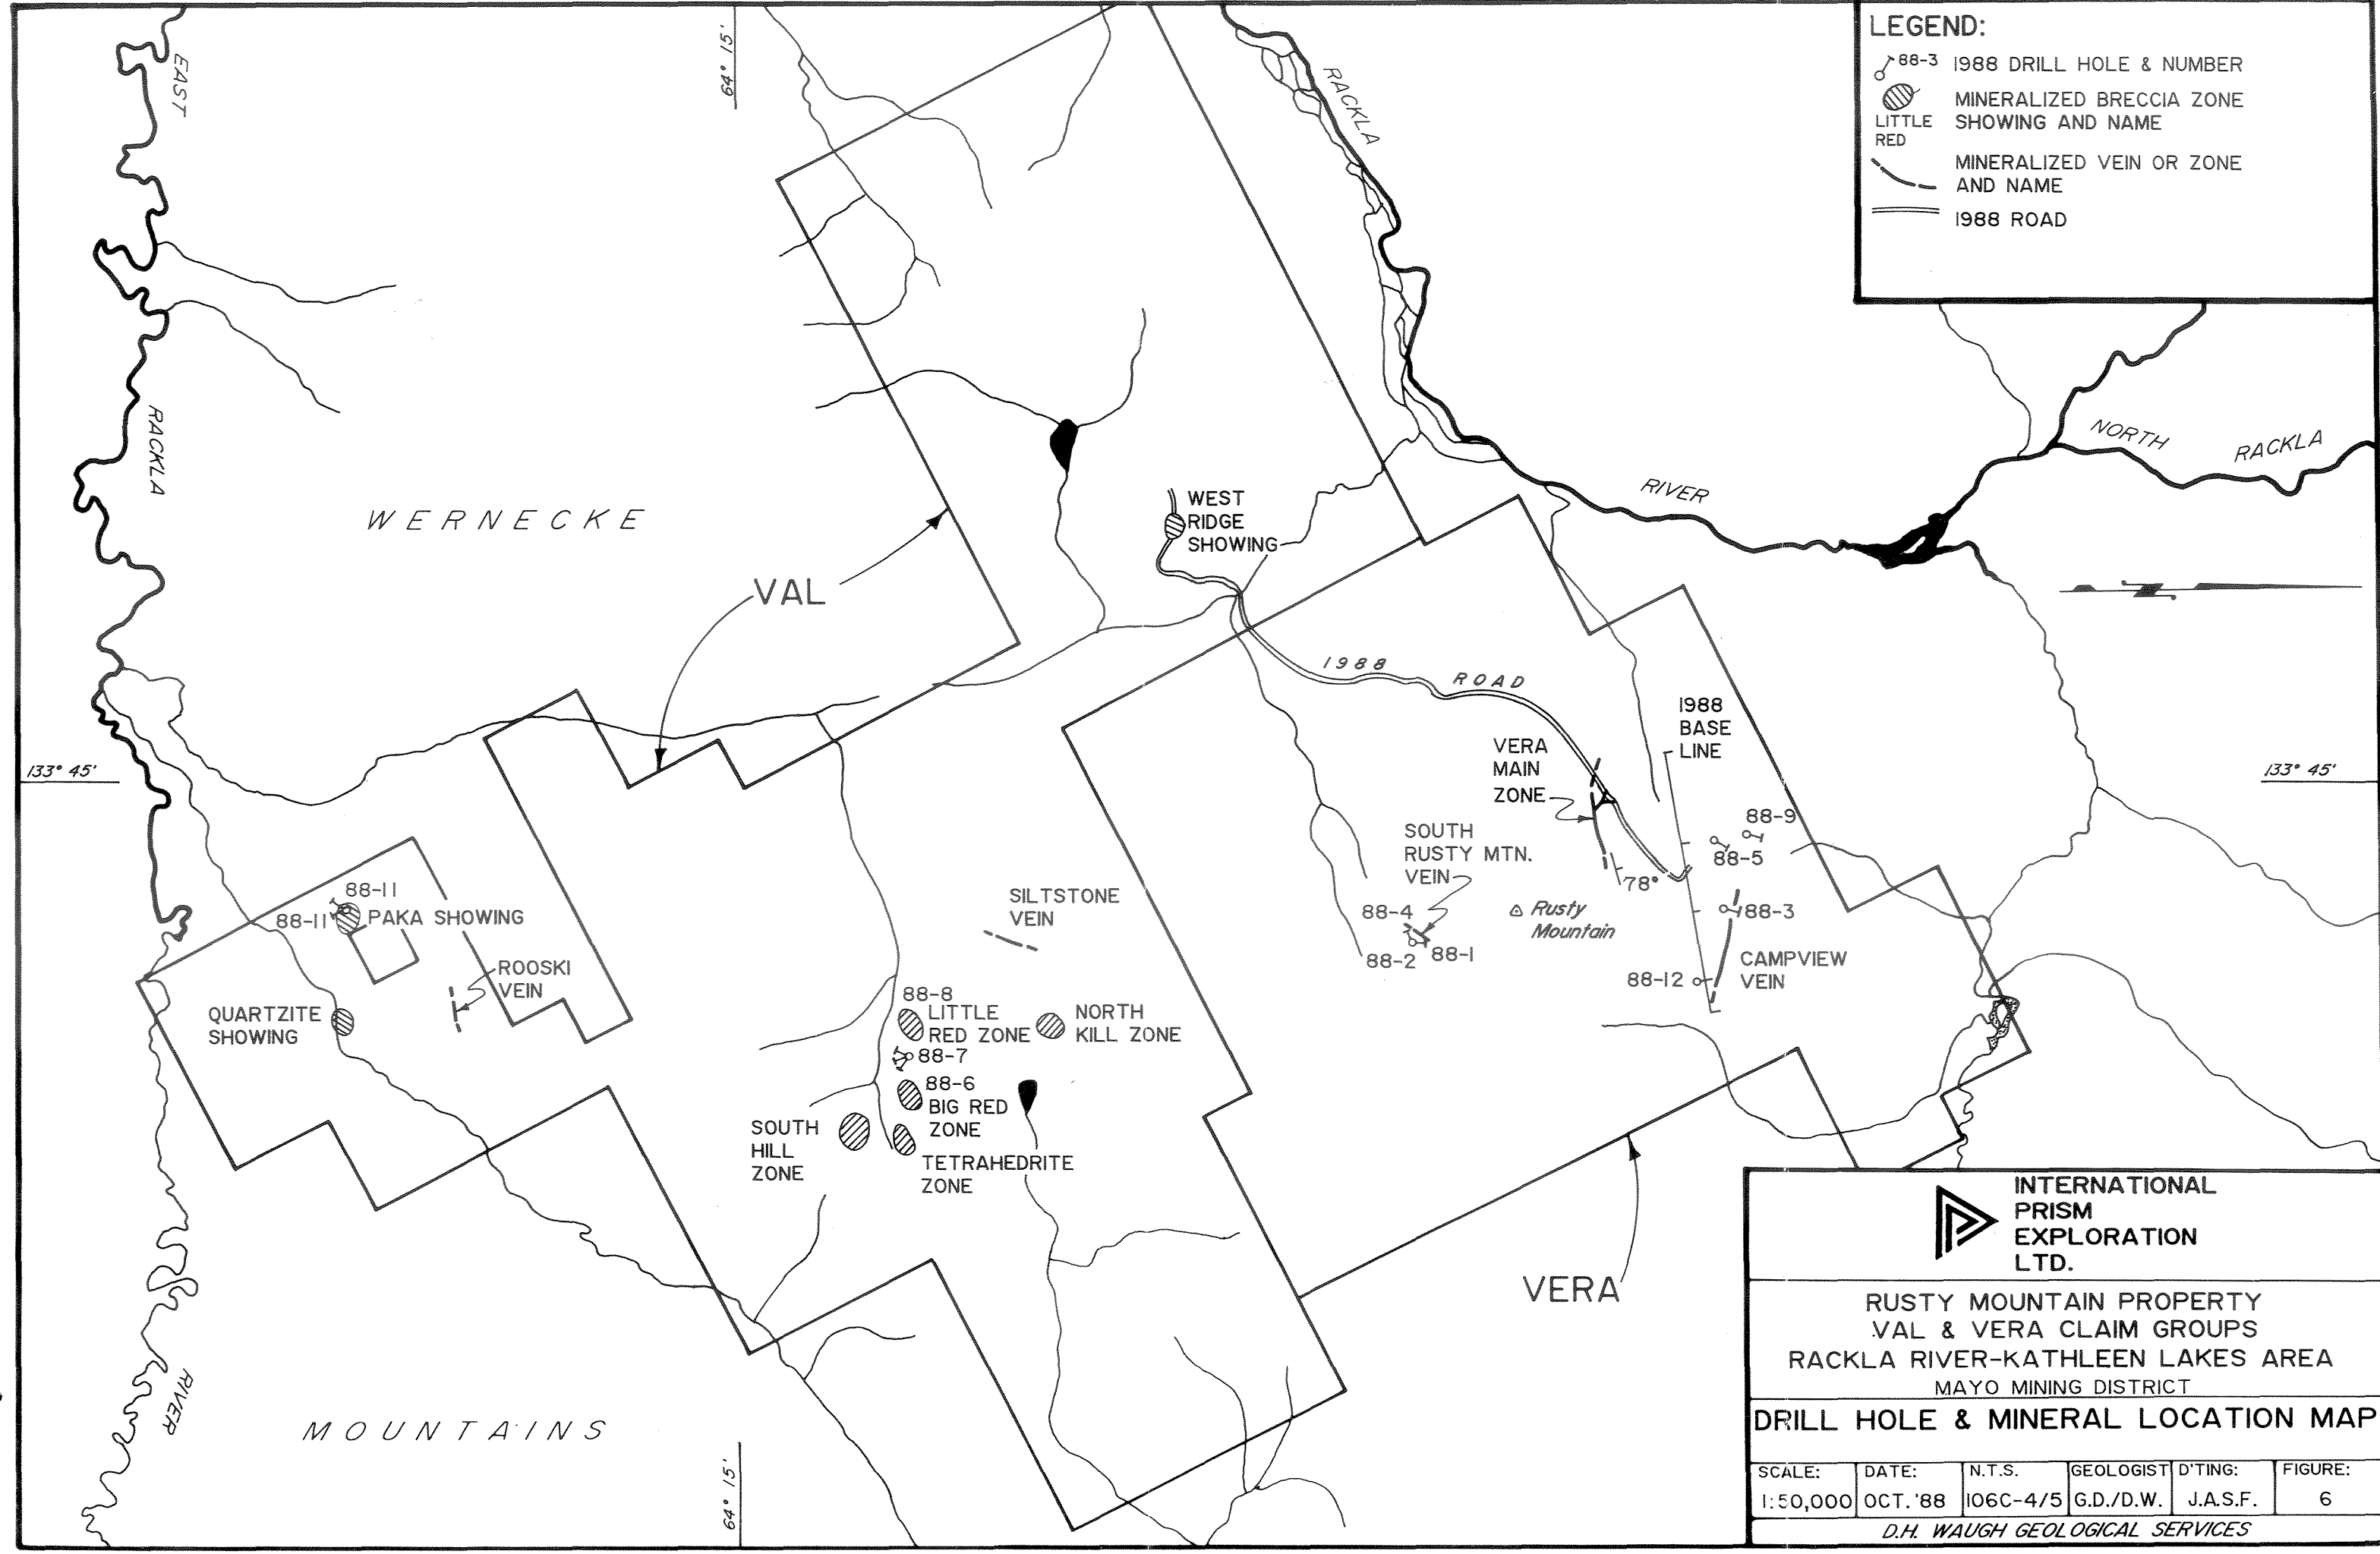 LEGEND:
88-3 1988 DRILL HOLE & NUMBER
MINERALIZED BRECCIA ZONE
LITTLE SHOWING AND NAME
RED
MINERALIZED VEIN OR ZONE
AND NAME
1988 ROAD
EAST
RACKLA
RIVER
64° 15'
RACKLA
RIVER
NORTH RACKLA
WERNECKE
MOUNTAINS
VAL
WEST
RIDGE
SHOWING
1988 ROAD
1988
BASE
LINE
133° 45'
133° 45'
VERA
MAIN
ZONE
88-9
88-5
78°
SOUTH
RUSTY MTN.
VEIN
88-4
88-2
88-1
Rusty
Mountain
88-3
CAMPVIEW
VEIN
88-12
88-11
88-11
PAKA SHOWING
ROOSKI
VEIN
QUARTZITE
SHOWING
SILTSTONE
VEIN
88-8
LITTLE
RED ZONE
NORTH
KILL ZONE
88-7
88-6
BIG RED
ZONE
SOUTH
HILL
ZONE
TETRAHEDRITE
ZONE
VERA
64° 15'
INTERNATIONAL
PRISM
EXPLORATION
LTD.
RUSTY MOUNTAIN PROPERTY
VAL & VERA CLAIM GROUPS
RACKLA RIVER-KATHLEEN LAKES AREA
MAYO MINING DISTRICT
DRILL HOLE & MINERAL LOCATION MAP
SCALE: DATE: N.T.S. GEOLOGIST D'TING: FIGURE:
1:50,000 OCT. '88 106C-4/5 G.D./D.W. J.A.S.F. 6
D.H. WAUGH GEOLOGICAL SERVICES